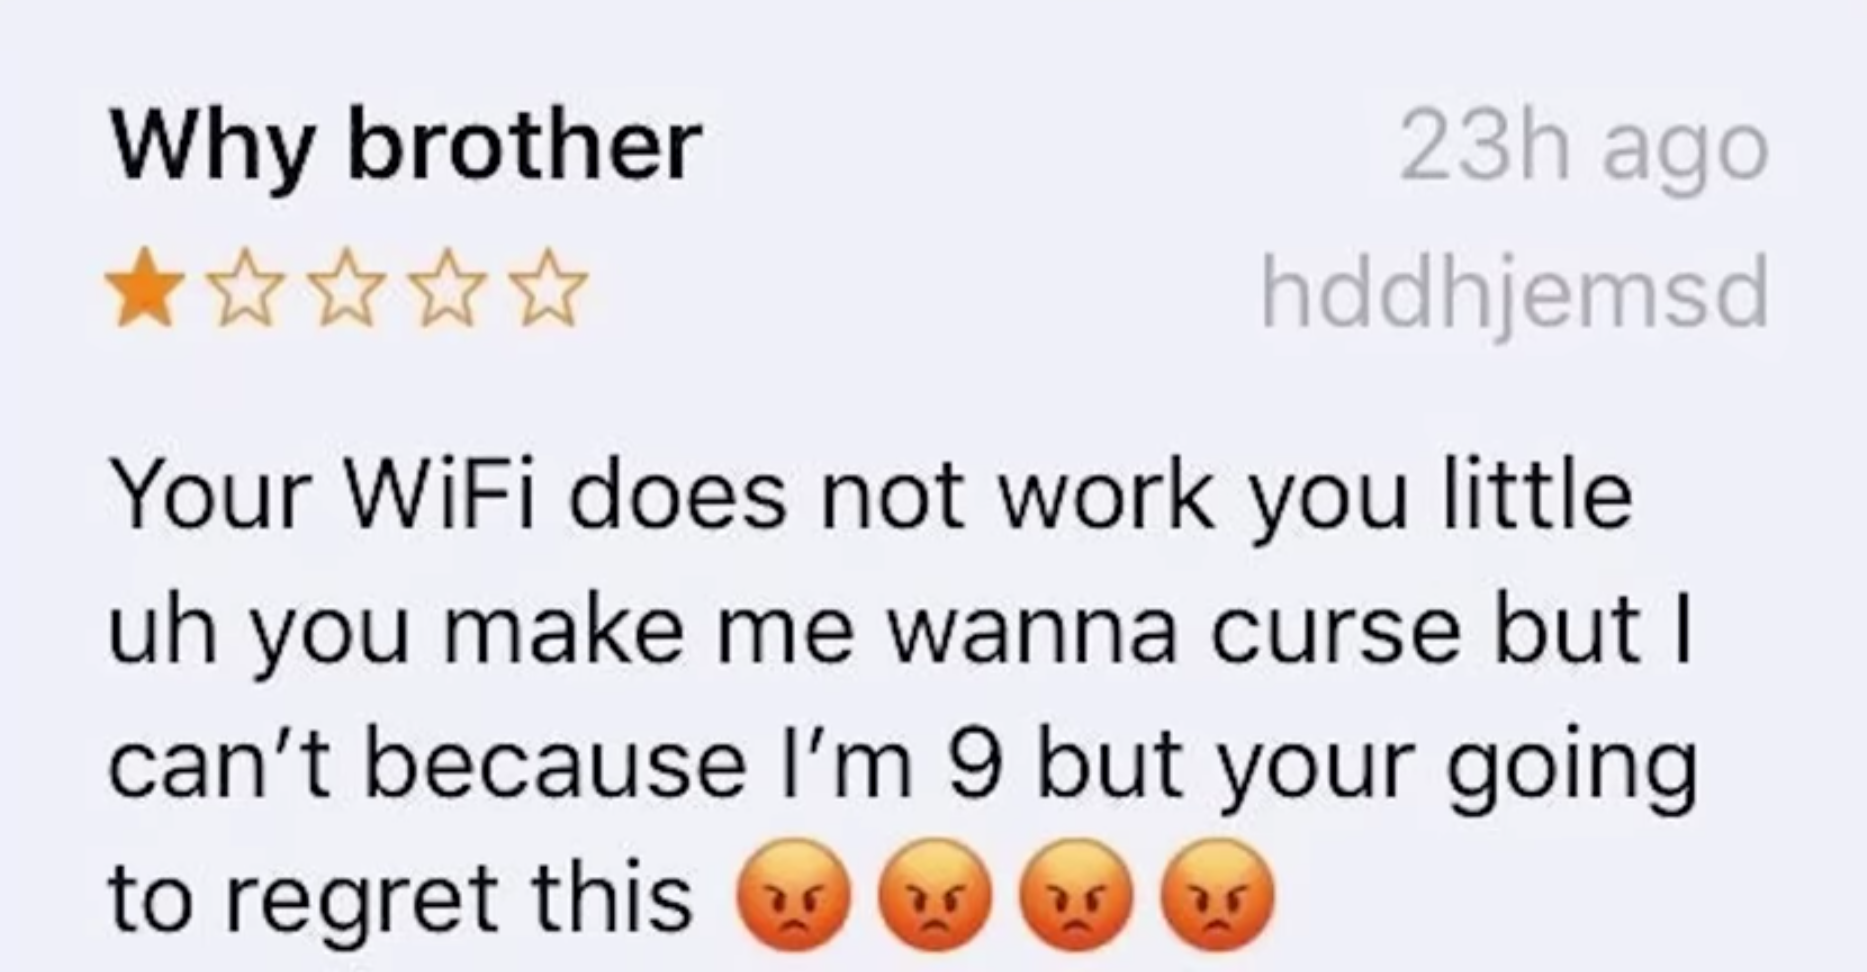 Why brother 23h ago
hddhjemsd
Your WiFi does not work you little
uh you make me wanna curse but I
can’t because I’m 9 but your going
to regret this 😡😡😡😡